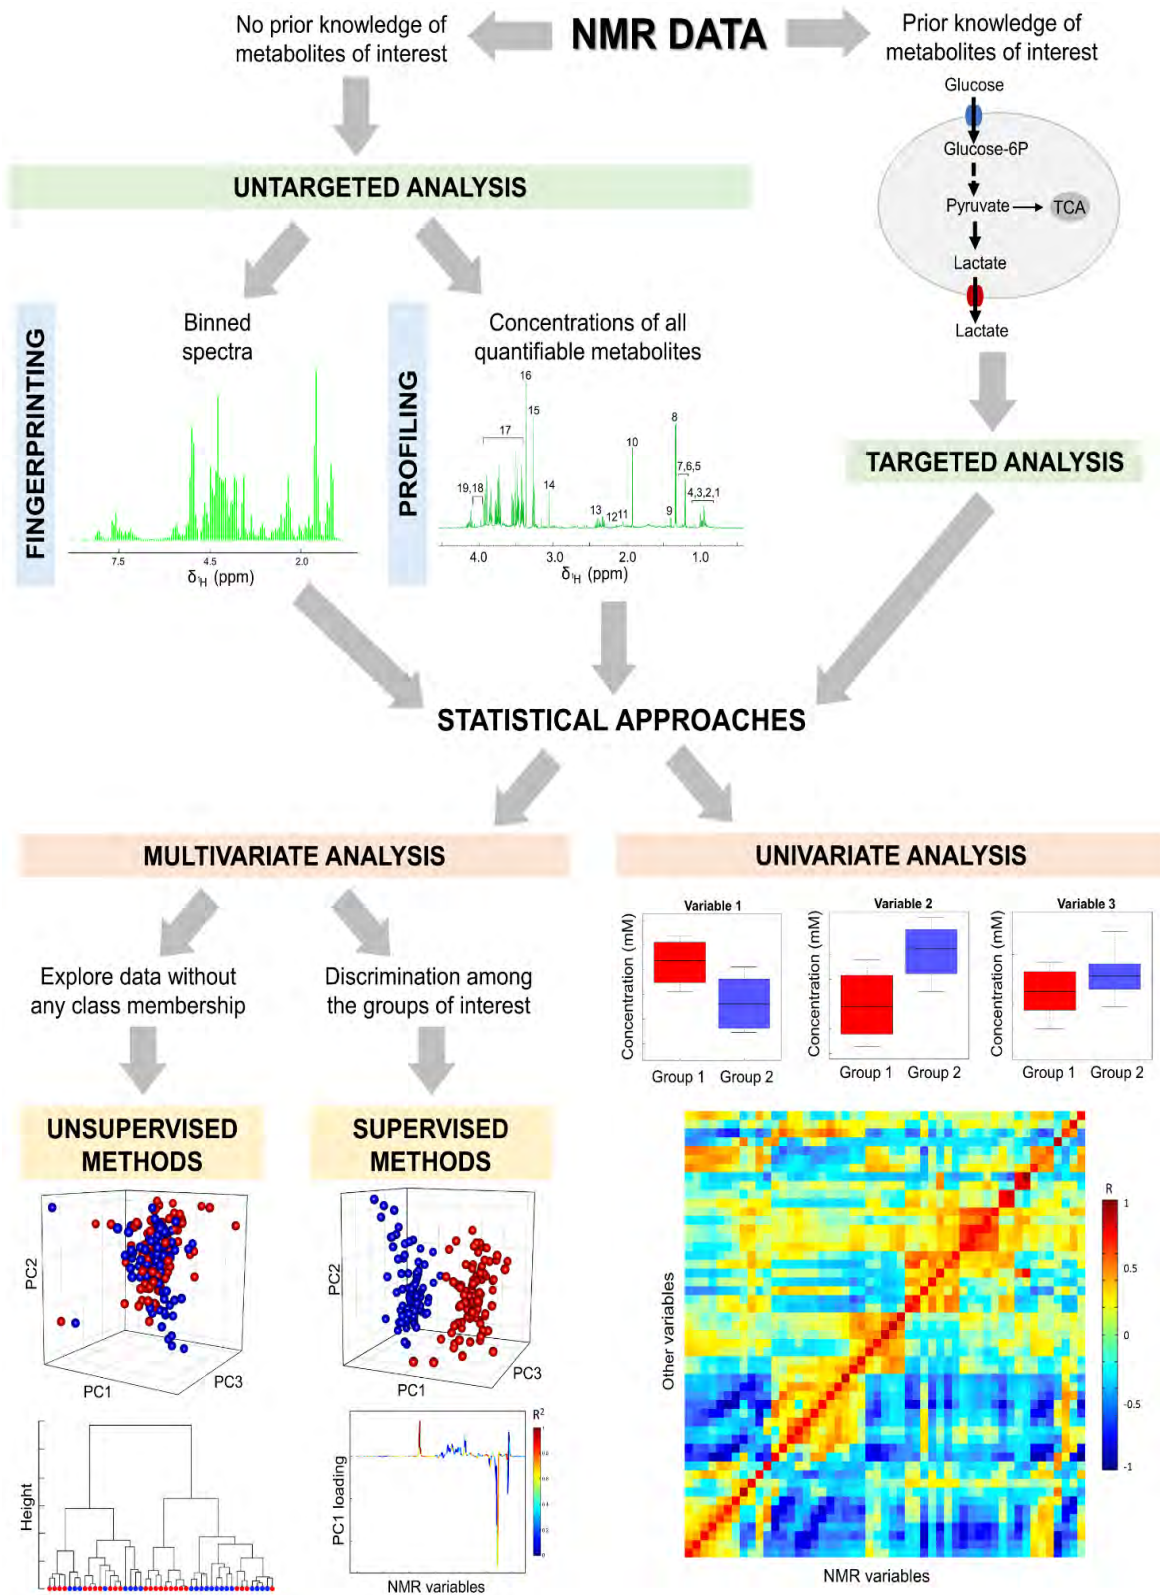 No prior knowledge of
metabolites of interest
NMR DATA
Prior knowledge of
metabolites of interest
Glucose
Glucose-6P
Pyruvate
TCA
Lactate
Lactate
UNTARGETED ANALYSIS
TARGETED ANALYSIS
FINGERPRINTING
Binned
spectra
7.5
4.5
2.0
δ¹H (ppm)
PROFILING
Concentrations of all
quantifiable metabolites
16
15
17
14
19,18
13
12
11
10
9
8
7,6,5
4,3,2,1
4.0
3.0
2.0
1.0
δ¹H (ppm)
STATISTICAL APPROACHES
MULTIVARIATE ANALYSIS
UNIVARIATE ANALYSIS
Explore data without
any class membership
Discrimination among
the groups of interest
UNSUPERVISED
METHODS
SUPERVISED
METHODS
PC2
PC1
PC3
PC2
PC1
PC3
Height
PC1 loading
NMR variables
R²
Variable 1
Concentration (mM)
Group 1
Group 2
Variable 2
Concentration (mM)
Group 1
Group 2
Variable 3
Concentration (mM)
Group 1
Group 2
Other variables
NMR variables
R
1
0.5
0
-0.5
-1